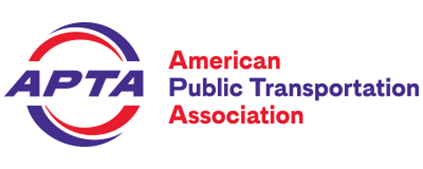 APTA
American
Public Transportation
Association